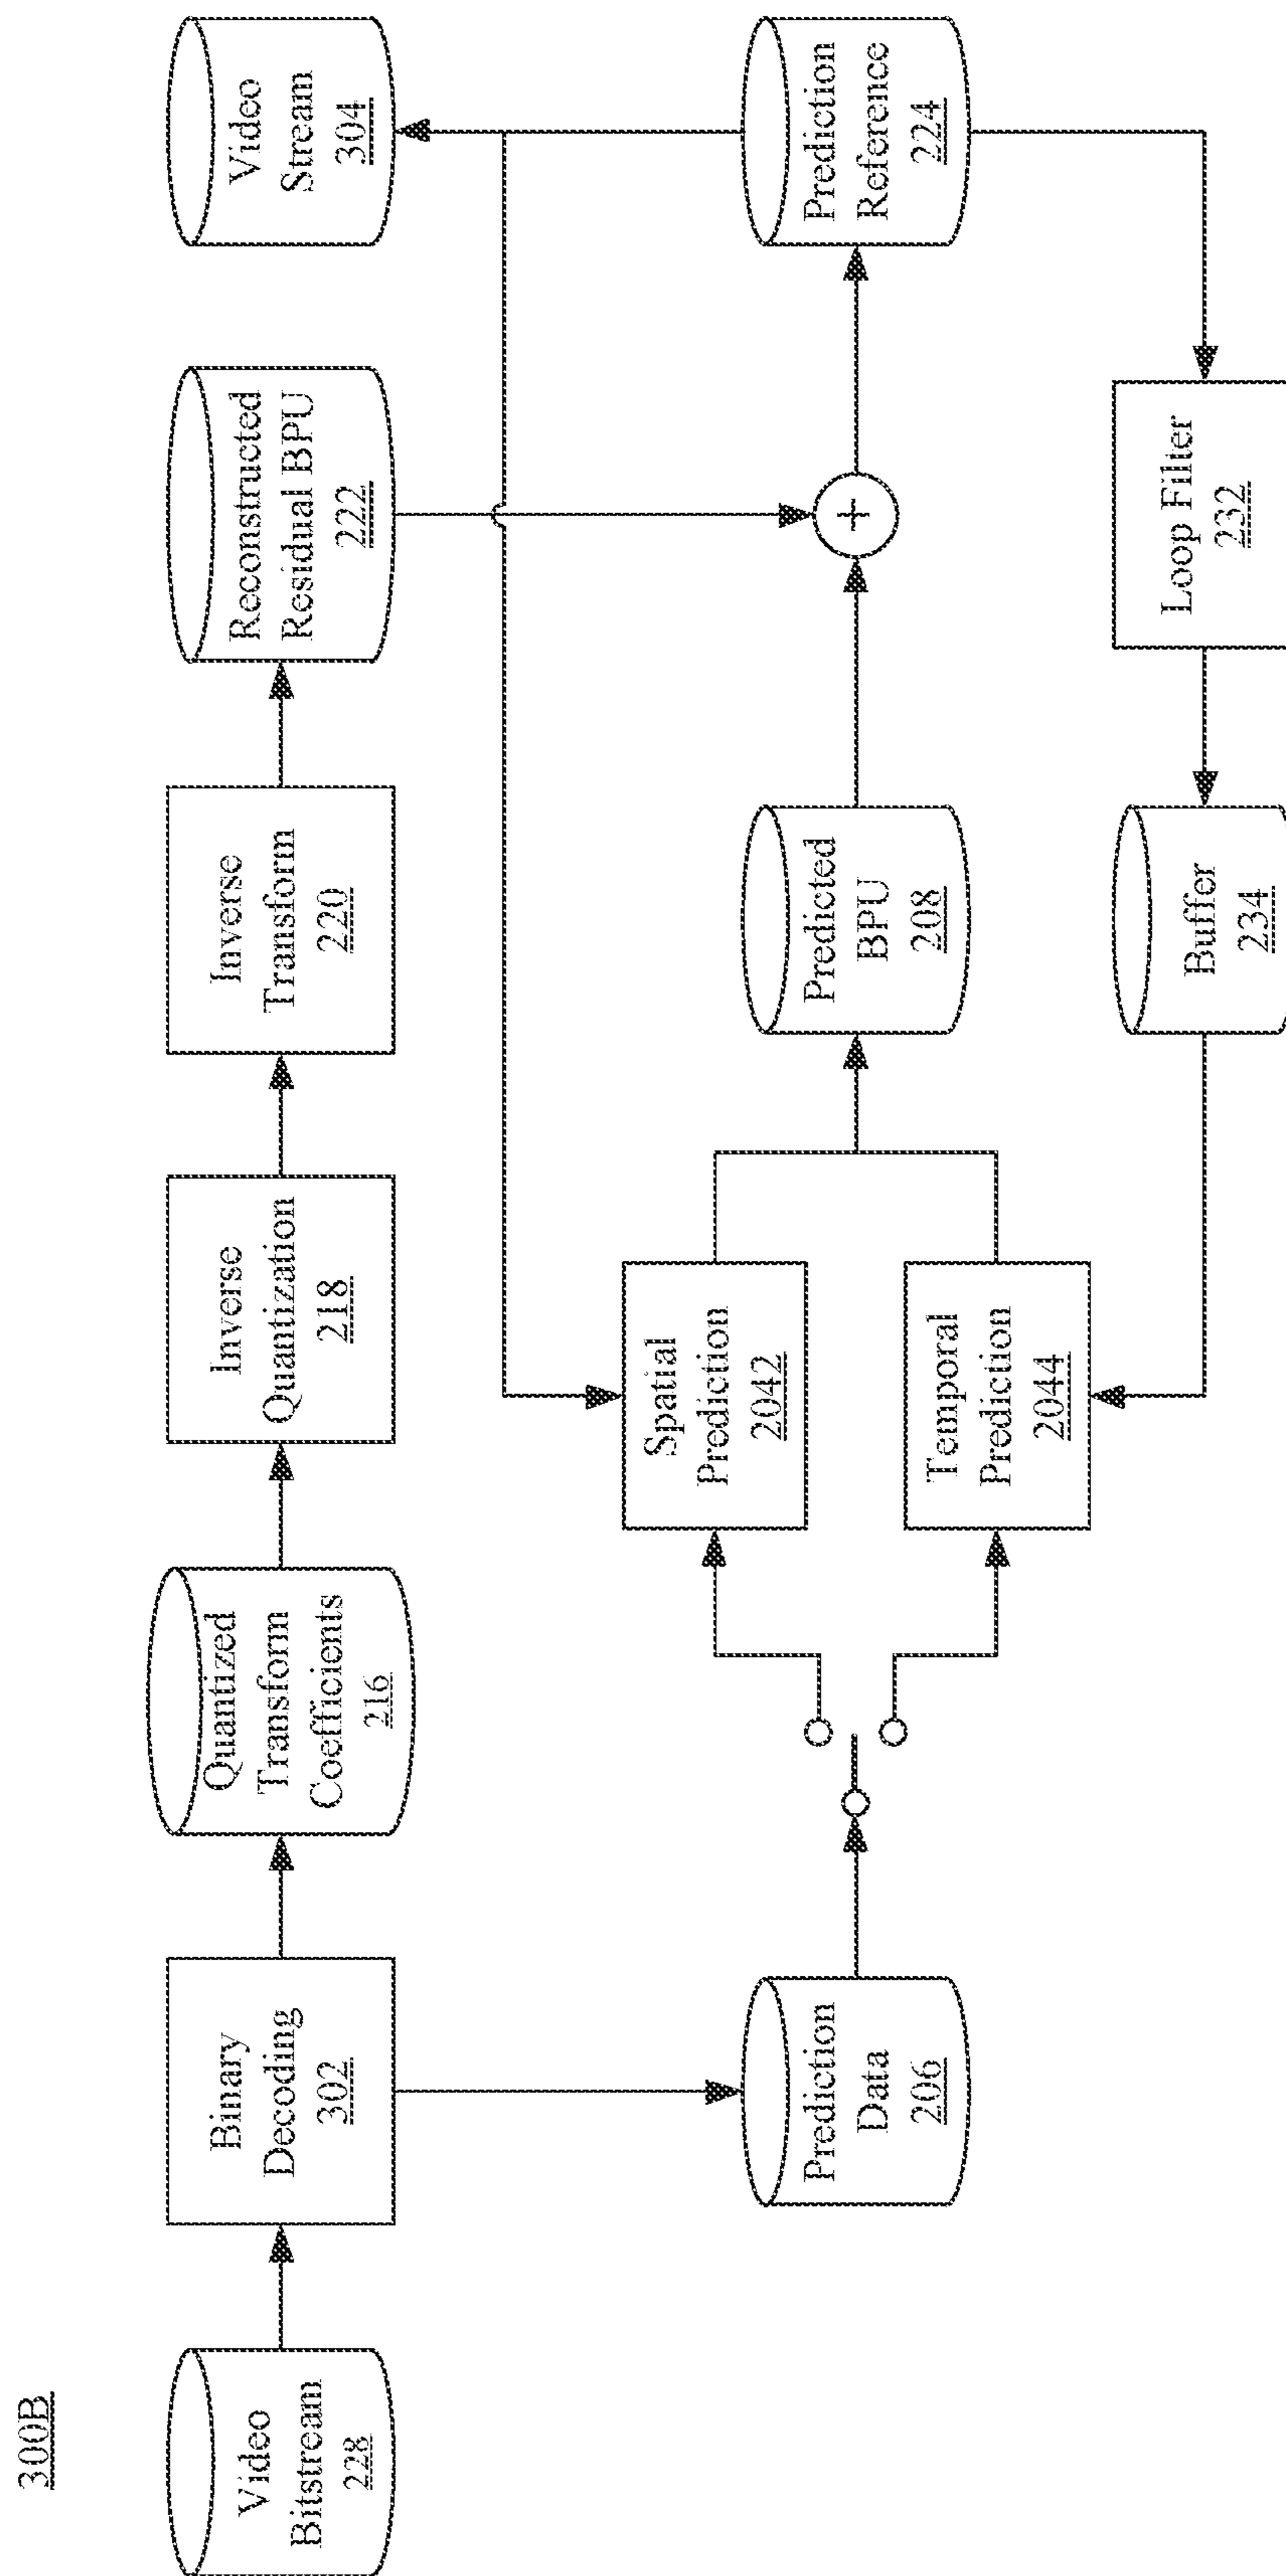 300B
Video
Bitstream
228
Binary
Decoding
302
Quantized
Transform
Coefficients
216
Inverse
Quantization
218
Inverse
Transform
220
Reconstructed
Residual BPU
222
Video
Stream
304
Prediction
Data
206
Spatial
Prediction
2042
Temporal
Prediction
2044
Predicted
BPU
208
+
Prediction
Reference
224
Buffer
234
Loop Filter
232